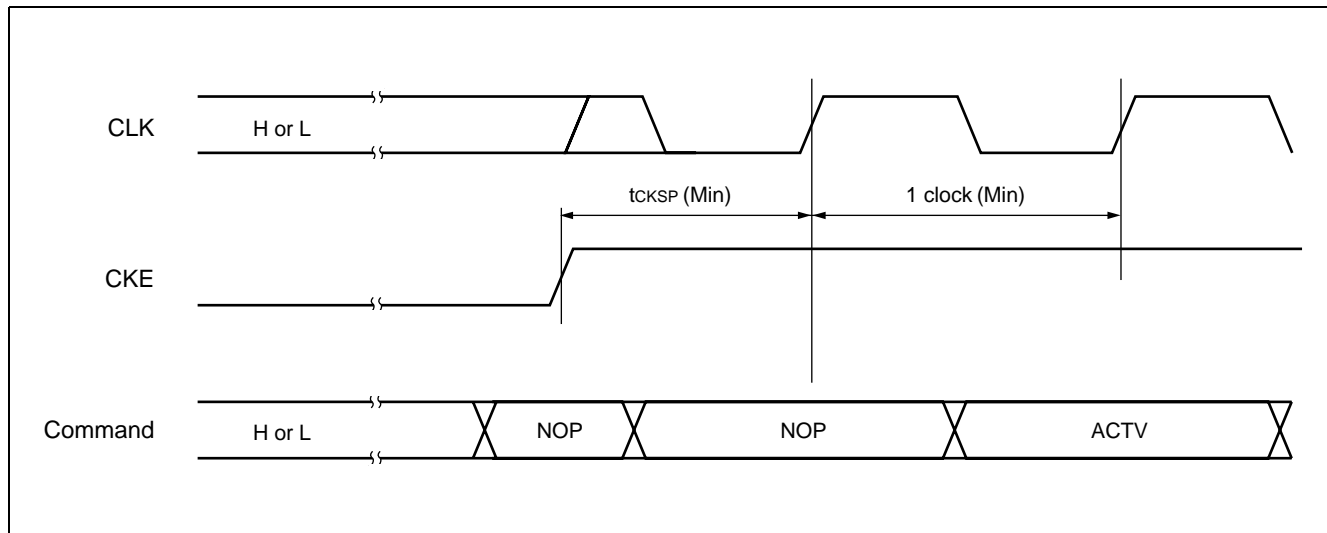 CLK
H or L
tCKSP (Min)
1 clock (Min)
CKE
Command
H or L
NOP
NOP
ACTV